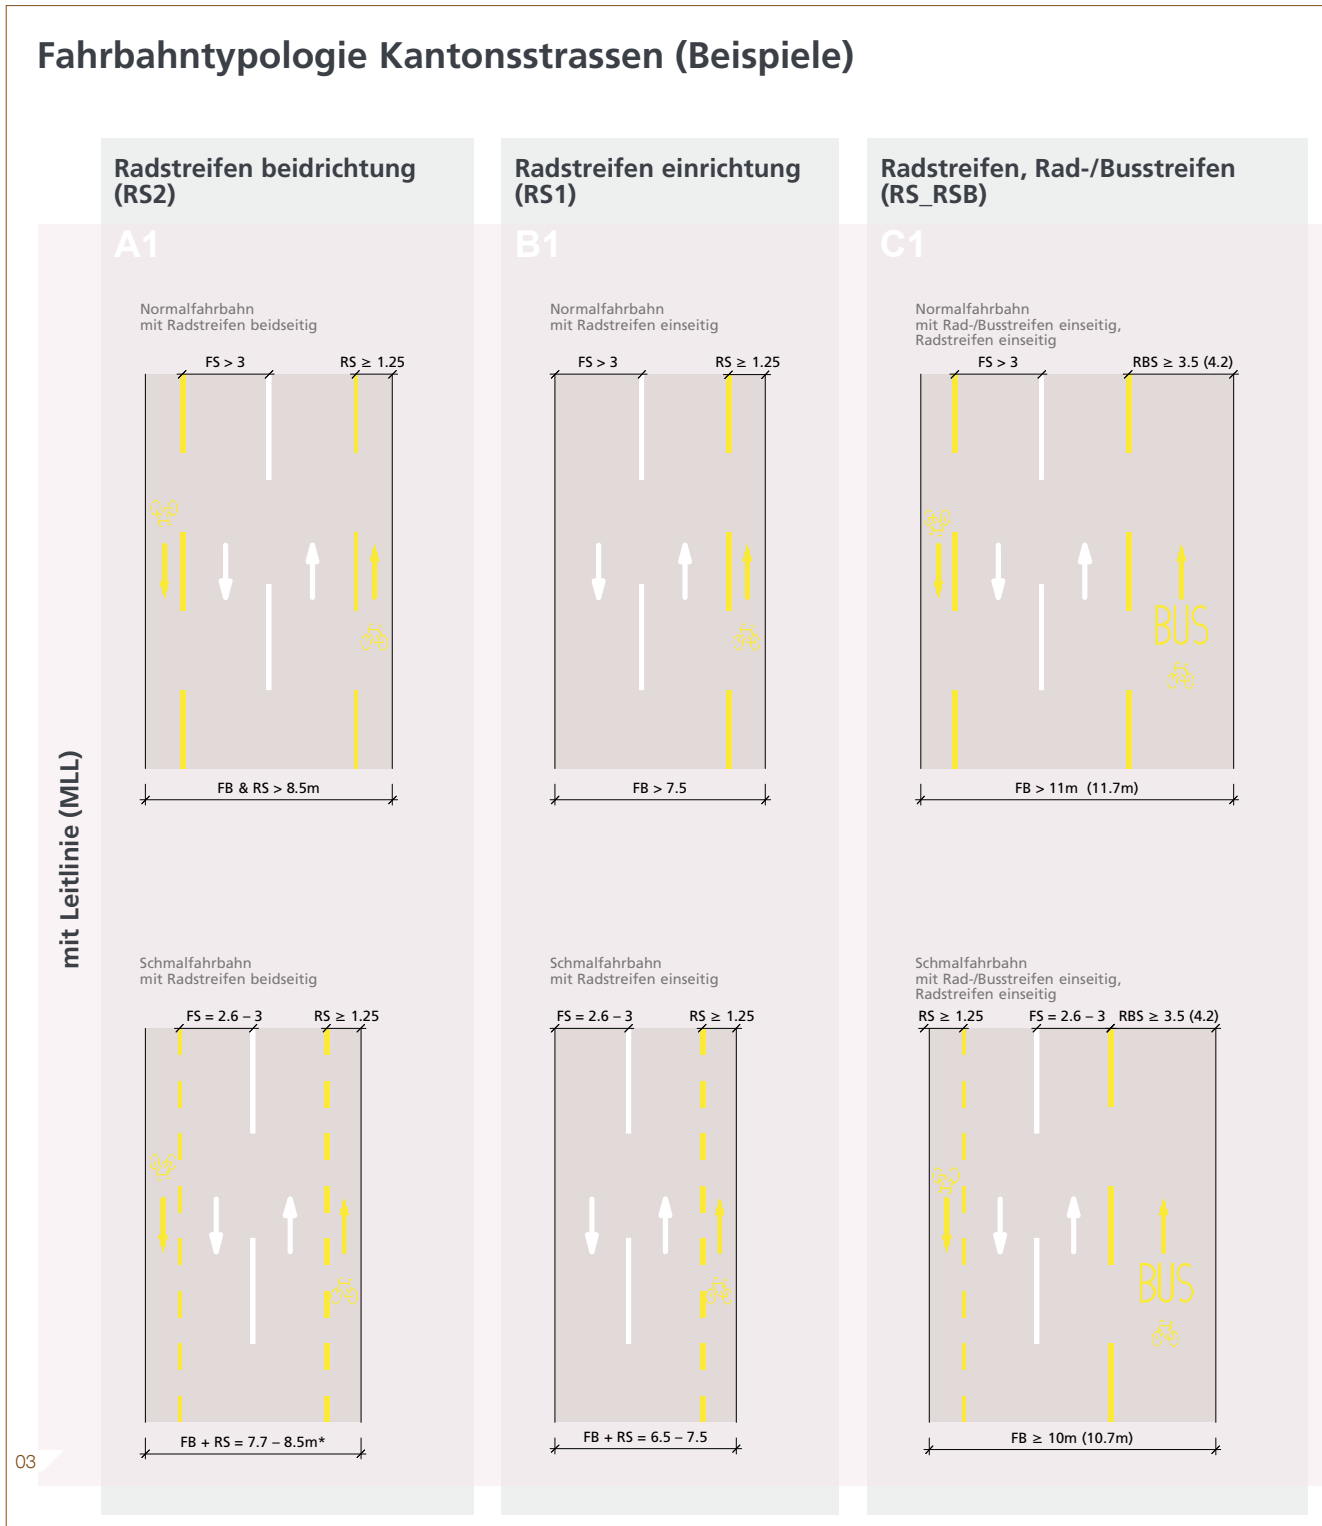 Fahrbahntypologie Kantonsstrassen (Beispiele)
mit Leitlinie (MLL)
Radstreifen beidrichtung
(RS2)
A1
Normalfahrbahn
mit Radstreifen beidseitig
FS > 3
RS ≥ 1.25
FB & RS > 8.5m
Schmalfahrbahn
mit Radstreifen beidseitig
FS = 2.6 – 3
RS ≥ 1.25
FB + RS = 7.7 – 8.5m*
Radstreifen einrichtung
(RS1)
B1
Normalfahrbahn
mit Radstreifen einseitig
FS > 3
RS ≥ 1.25
FB > 7.5
Schmalfahrbahn
mit Radstreifen einseitig
FS = 2.6 – 3
RS ≥ 1.25
FB + RS = 6.5 – 7.5
Radstreifen, Rad-/Busstreifen
(RS_RSB)
C1
Normalfahrbahn
mit Rad-/Busstreifen einseitig,
Radstreifen einseitig
FS > 3
RBS ≥ 3.5 (4.2)
BUS
FB > 11m (11.7m)
Schmalfahrbahn
mit Rad-/Busstreifen einseitig,
Radstreifen einseitig
RS ≥ 1.25
FS = 2.6 – 3
RBS ≥ 3.5 (4.2)
BUS
FB ≥ 10m (10.7m)
03